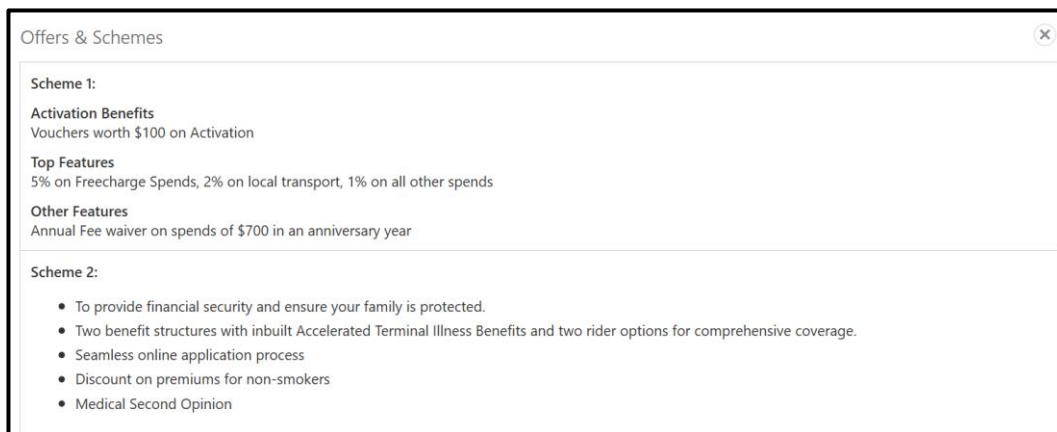 Offers & Schemes
Scheme 1:
Activation Benefits
Vouchers worth $100 on Activation
Top Features
5% on Freecharge Spends, 2% on local transport, 1% on all other spends
Other Features
Annual Fee waiver on spends of $700 in an anniversary year
Scheme 2:
• To provide financial security and ensure your family is protected.
• Two benefit structures with inbuilt Accelerated Terminal Illness Benefits and two rider options for comprehensive coverage.
• Seamless online application process
• Discount on premiums for non-smokers
• Medical Second Opinion